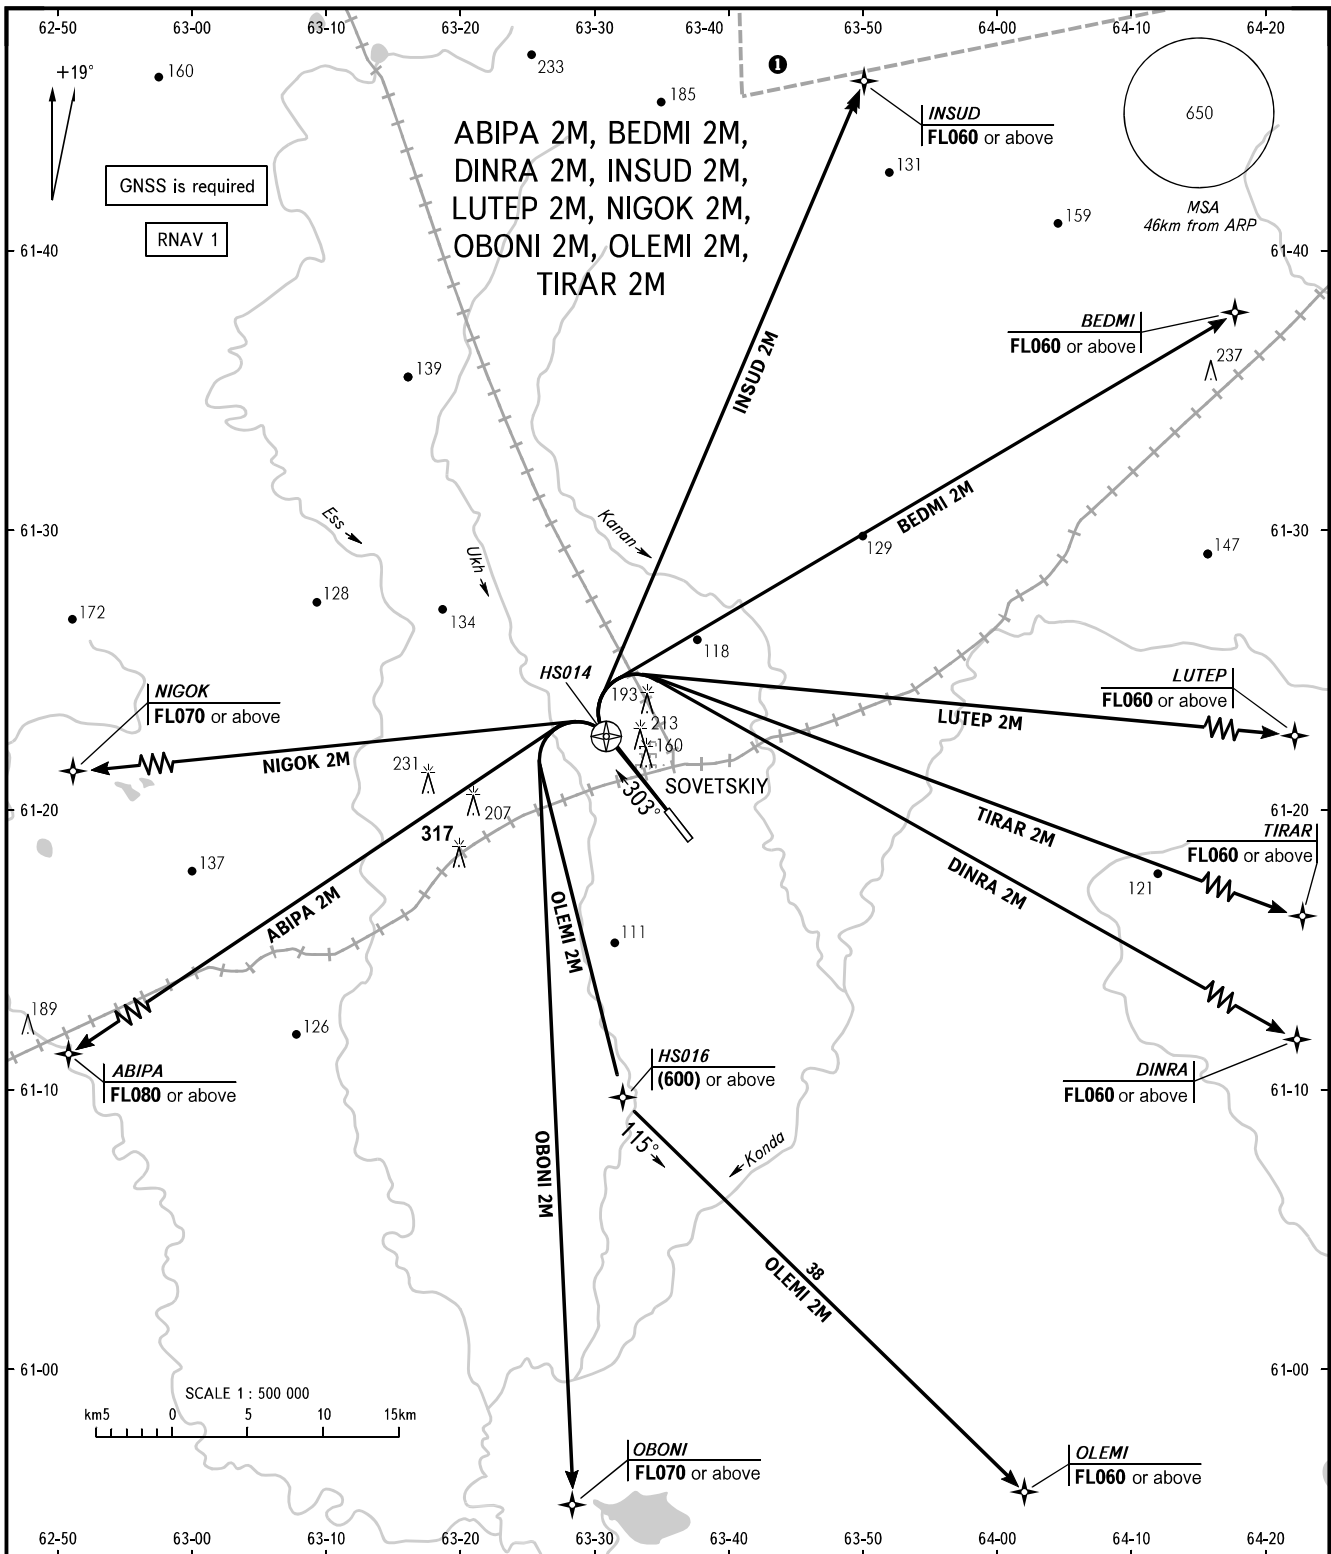 62-50 63-00 63-10 63-20 63-30 63-40 63-50 64-00 64-10 64-20
+19°
160
233
185
1
INSUD
FL060 or above
650
MSA
46km from ARP
ABIPA 2M, BEDMI 2M,
DINRA 2M, INSUD 2M,
LUTEP 2M, NIGOK 2M,
OBONI 2M, OLEMI 2M,
TIRAR 2M
GNSS is required
RNAV 1
131
159
61-40
61-40
BEDMI
FL060 or above
237
139
INSUD 2M
BEDMI 2M
61-30
61-30
Ess
Ukh
Kanan
129
147
172
128
134
118
HS014
NIGOK
FL070 or above
193
213
160
LUTEP
FL060 or above
LUTEP 2M
NIGOK 2M
231
207
317
SOVETSKIY
303°
61-20
61-20
TIRAR 2M
TIRAR
FL060 or above
DINRA 2M
137
121
ABIPA 2M
OLEMI 2M
111
189
126
ABIPA
FL080 or above
HS016
(600) or above
DINRA
FL060 or above
61-10
61-10
115°
Konda
OBONI 2M
38
OLEMI 2M
61-00
61-00
SCALE 1 : 500 000
km5 0 5 10 15km
OBONI
FL070 or above
OLEMI
FL060 or above
62-50 63-00 63-10 63-20 63-30 63-40 63-50 64-00 64-10 64-20